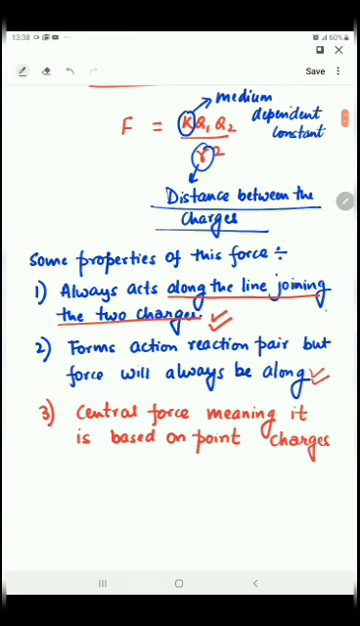 13:38
60%
Save
medium
F = KQ1Q2 / r²
dependent
constant
Distance between the
charges
Some properties of this force ÷
1) Always acts along the line joining
the two charges.
2) Forms action reaction pair but
force will always be along
3) Central force meaning it
is based on point charges